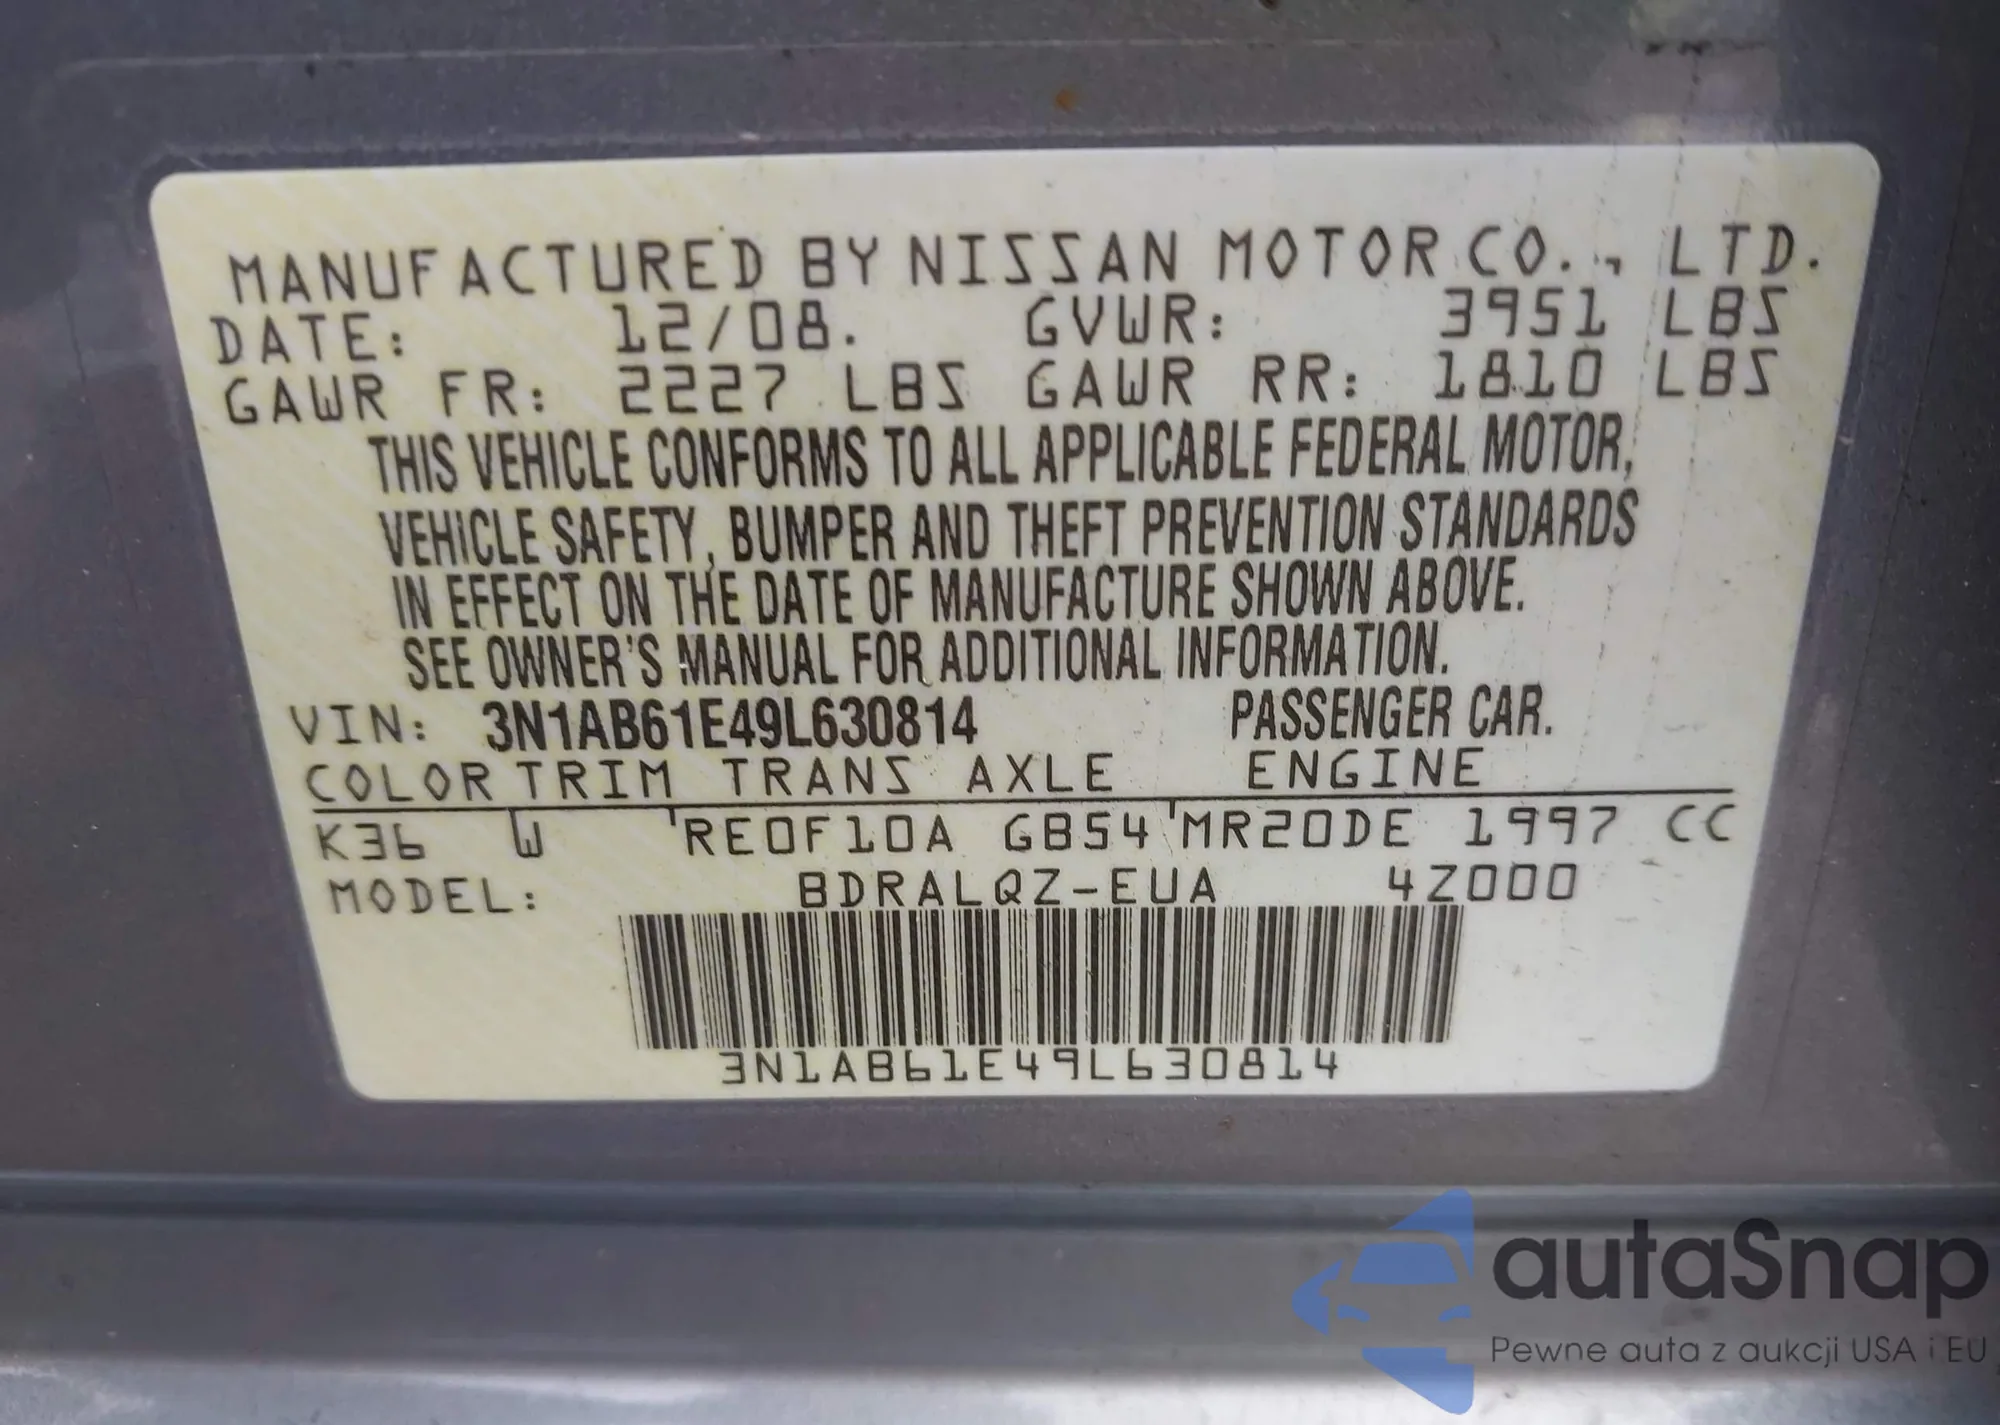 MANUFACTURED BY NISSAN MOTOR CO., LTD.
DATE: 12/08. GVWR: 3951 LBS
GAWR FR: 2227 LBS GAWR RR: 1810 LBS
THIS VEHICLE CONFORMS TO ALL APPLICABLE FEDERAL MOTOR,
VEHICLE SAFETY, BUMPER AND THEFT PREVENTION STANDARDS
IN EFFECT ON THE DATE OF MANUFACTURE SHOWN ABOVE.
SEE OWNER'S MANUAL FOR ADDITIONAL INFORMATION.
VIN: 3N1AB61E49L630814 PASSENGER CAR.
COLOR TRIM TRANS AXLE ENGINE
K36 W RE0F10A GB54 MR20DE 1997 CC
MODEL: BDRALQZ-EUA 4Z000
3N1AB61E49L630814
autaSnap
Pewne auta z aukcji USA i EU